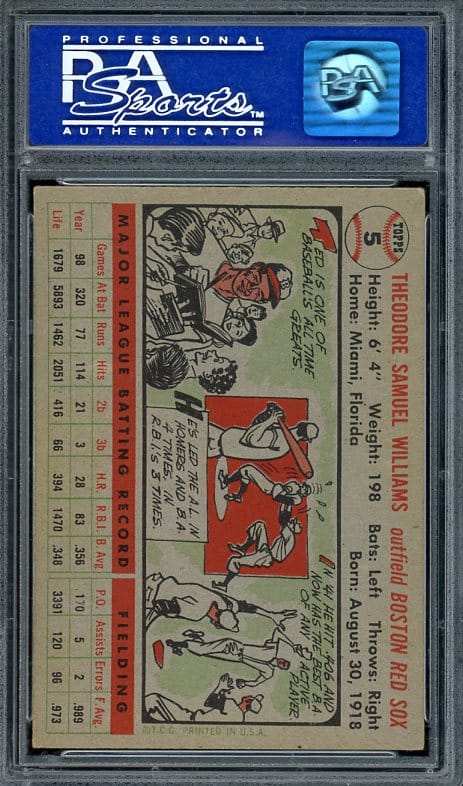 PROFESSIONAL
PSA
Sports™
AUTHENTICATOR
PSA
TOPPS
5
THEODORE SAMUEL WILLIAMS outfield BOSTON RED SOX
Height: 6' 4" Weight: 198 Bats: Left Throws: Right
Home: Miami, Florida Born: August 30, 1918
TED IS ONE OF
BASEBALL'S ALL TIME
GREATS.
HE'S LED THE A.L. IN
HOMERS AND B.A.
4 TIMES, IN
R.B.I.'S 3 TIMES.
IN '41 HE HIT .406 AND
NOW HAS THE BEST B.A.
OF ANY ACTIVE
PLAYER
MAJOR LEAGUE BATTING RECORD FIELDING
Games At Bat Runs Hits 2b 3b H.R. R.B.I. B. Avg. P.O. Assists Errors F. Avg.
Year 98 320 77 114 21 3 28 83 .356 170 5 2 .989
Life 1679 5893 1462 2051 416 66 394 1470 .348 3391 120 96 .973
©T.C.G. PRINTED IN U.S.A.